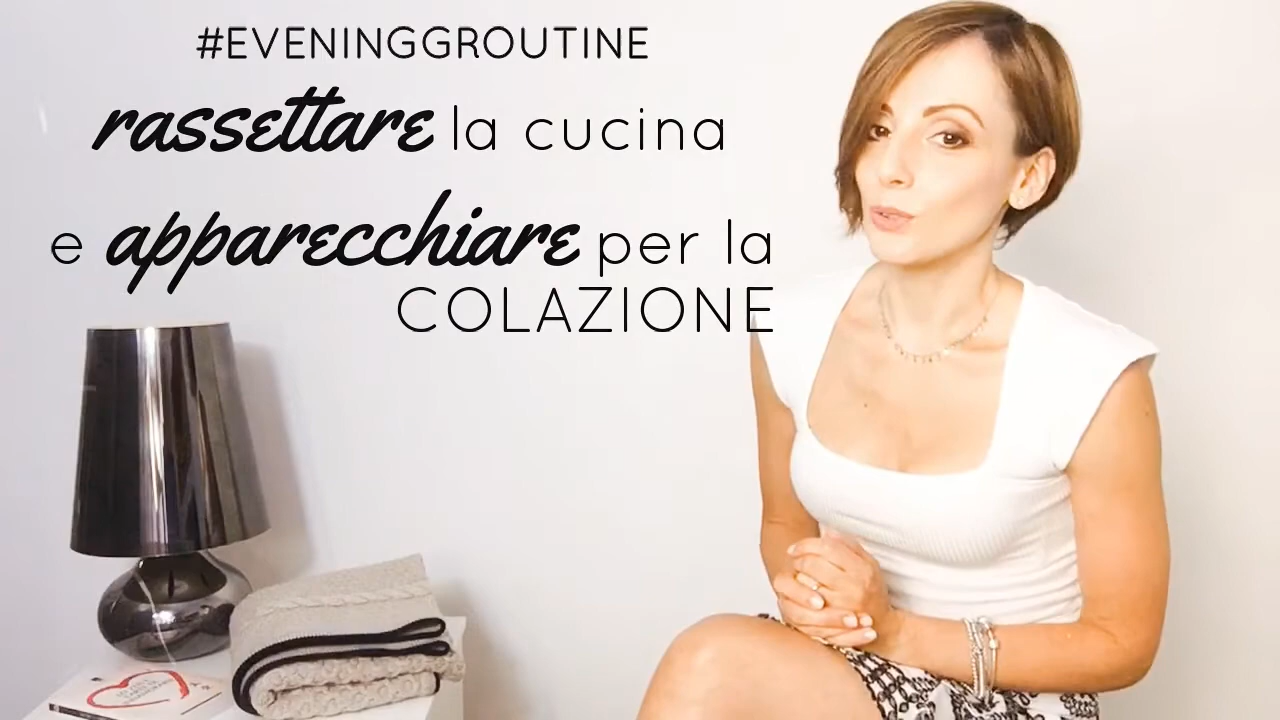 #EVENINGGROUTINE
rassettare la cucina
e apparecchiare per la
COLAZIONE